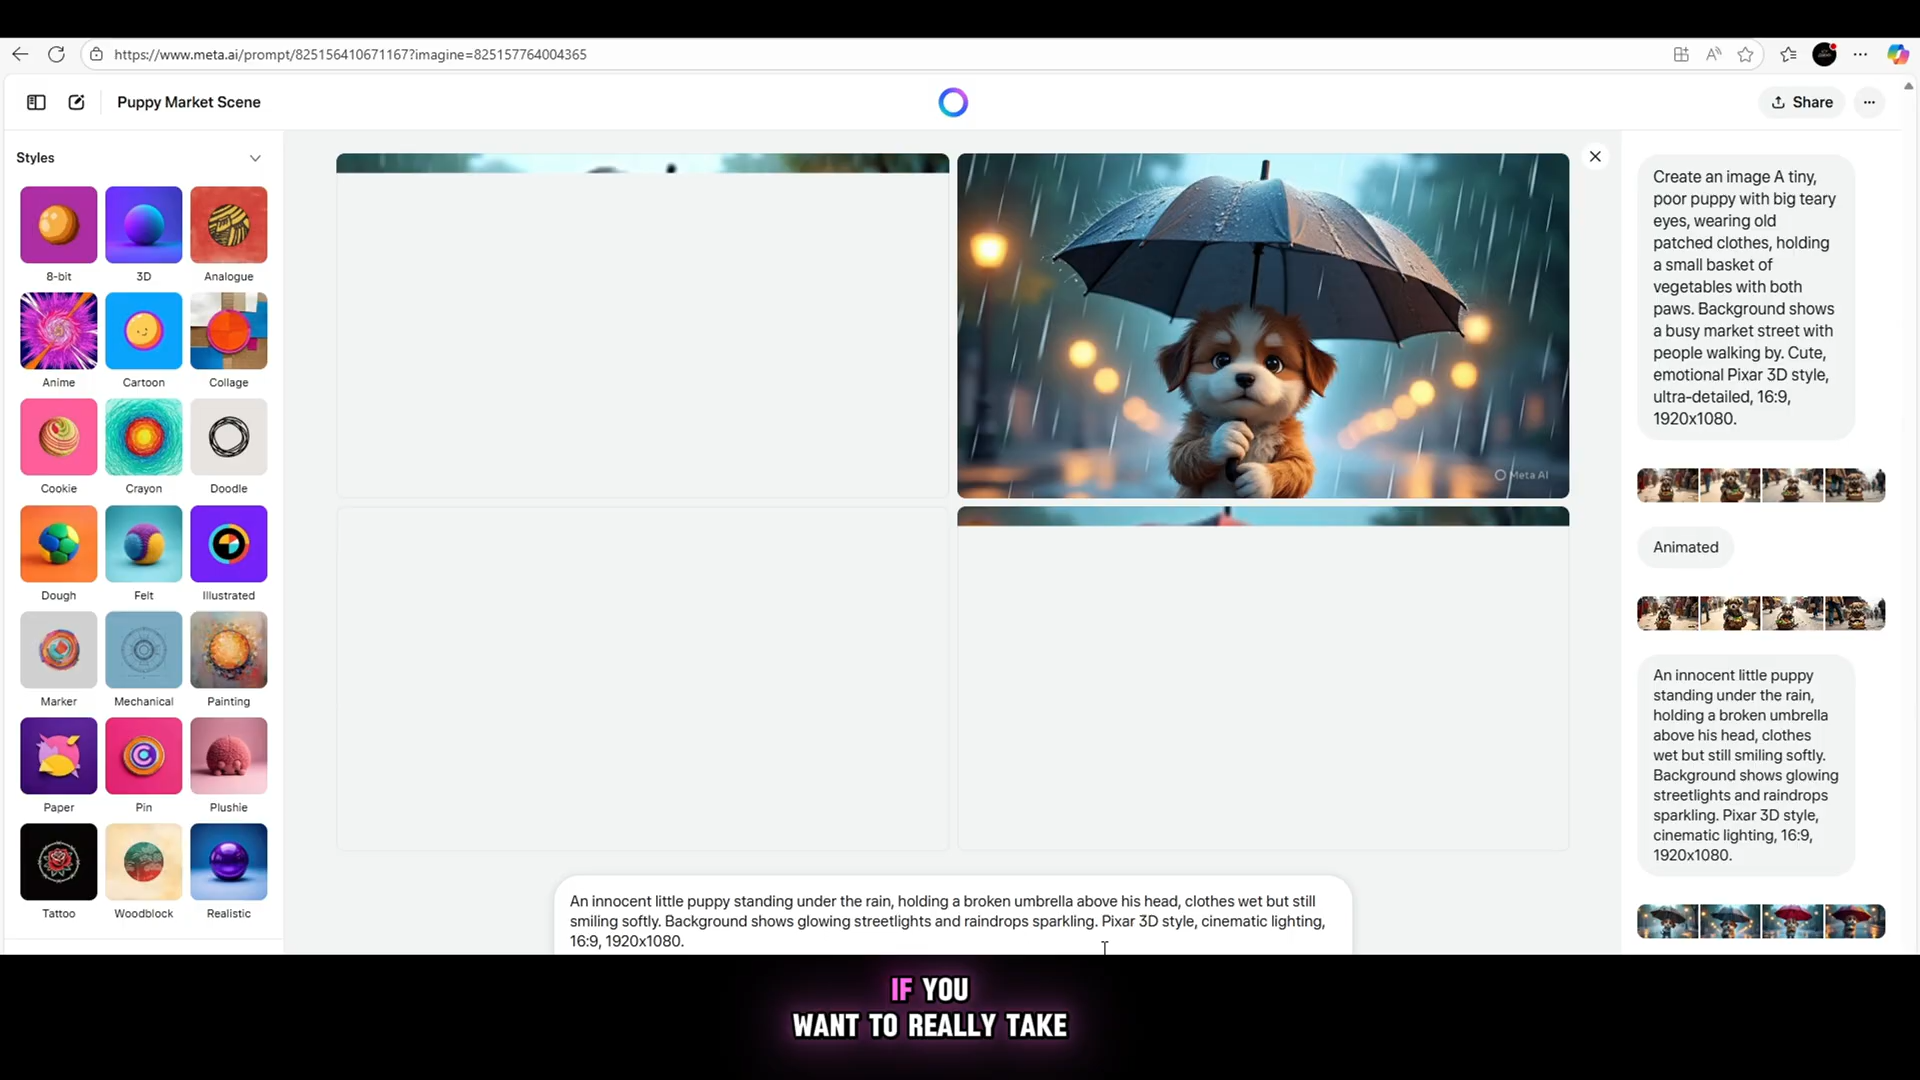 https://www.meta.ai/prompt/825156410671167?imagine=825157764004365
Puppy Market Scene
Share
Styles
8-bit
3D
Analogue
Anime
Cartoon
Collage
Cookie
Crayon
Doodle
Dough
Felt
Illustrated
Marker
Mechanical
Painting
Paper
Pin
Plushie
Tattoo
Woodblock
Realistic
Meta AI
Create an image A tiny,
poor puppy with big teary
eyes, wearing old
patched clothes, holding
a small basket of
vegetables with both
paws. Background shows
a busy market street with
people walking by. Cute,
emotional Pixar 3D style,
ultra-detailed, 16:9,
1920x1080.
Animated
An innocent little puppy
standing under the rain,
holding a broken umbrella
above his head, clothes
wet but still smiling softly.
Background shows glowing
streetlights and raindrops
sparkling. Pixar 3D style,
cinematic lighting, 16:9,
1920x1080.
An innocent little puppy standing under the rain, holding a broken umbrella above his head, clothes wet but still
smiling softly. Background shows glowing streetlights and raindrops sparkling. Pixar 3D style, cinematic lighting,
16:9, 1920x1080.
IF YOU
WANT TO REALLY TAKE